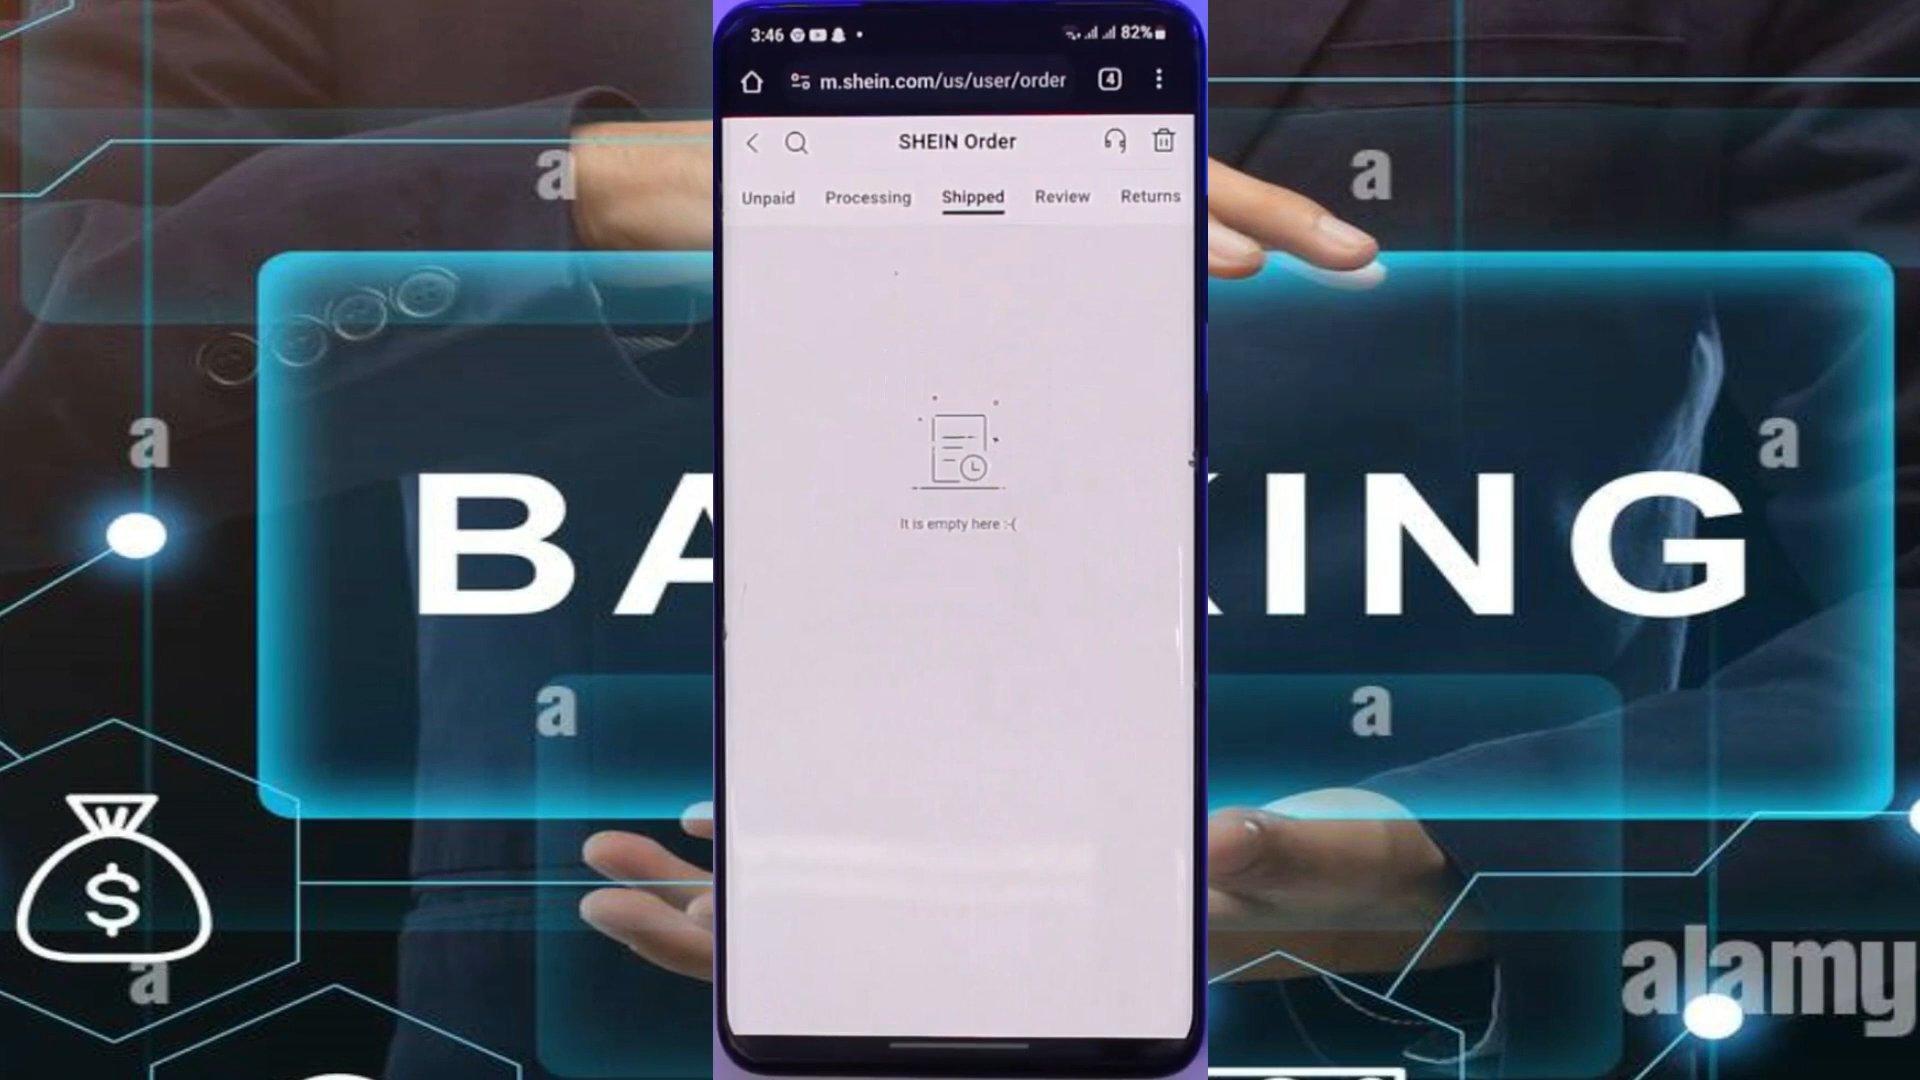 3:46
82%
m.shein.com/us/user/order
4
SHEIN Order
Unpaid Processing Shipped Review Returns
It is empty here :-(
BA KING
$
a
a
a
a
a
a
a
alamy